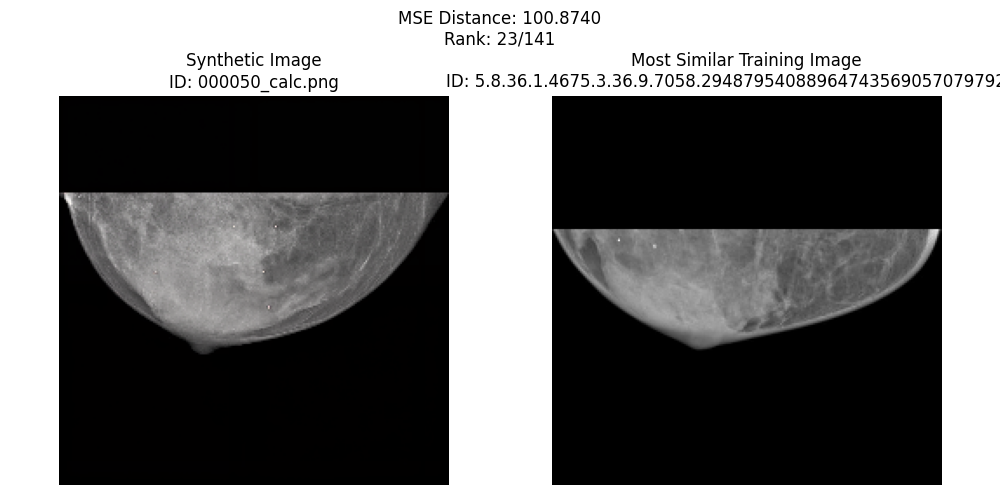 MSE Distance: 100.8740
Rank: 23/141
Synthetic Image
ID: 000050_calc.png
Most Similar Training Image
ID: 5.8.36.1.4675.3.36.9.7058.29487954088964743569057079792